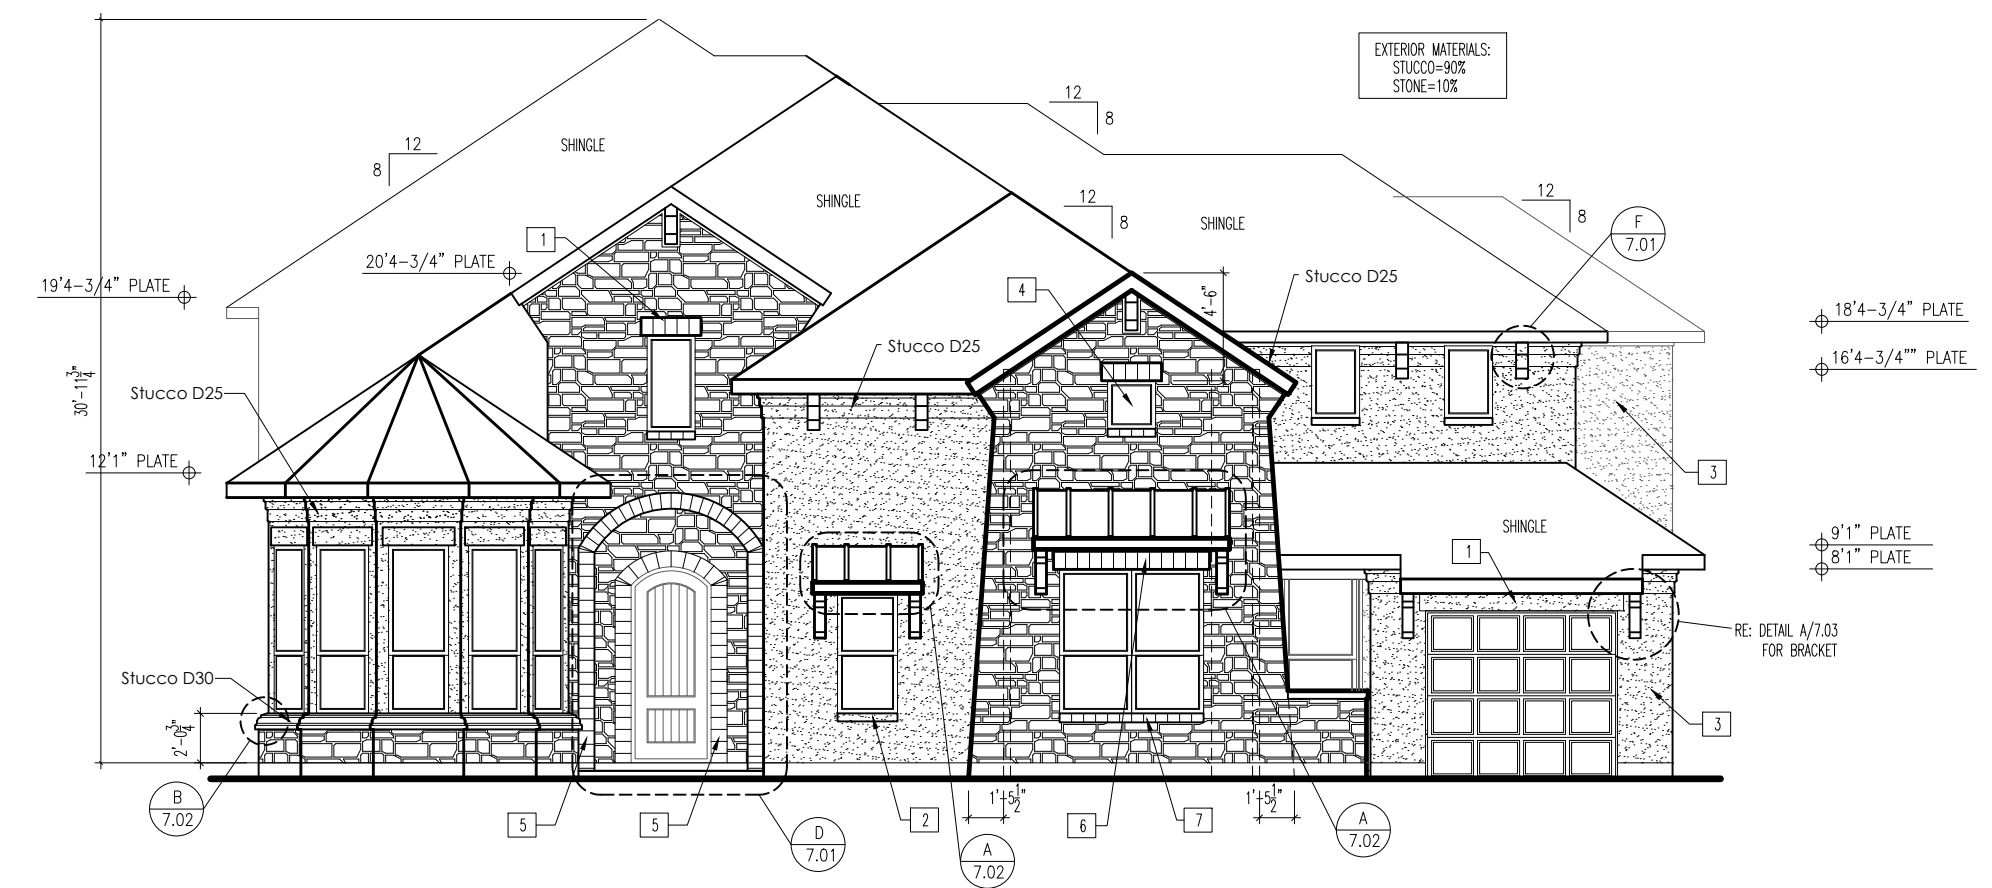 EXTERIOR MATERIALS:
STUCCO=90%
STONE=10%
12
8
12
8
12
8
12
8
SHINGLE
SHINGLE
SHINGLE
SHINGLE
F
7.01
1
20'4-3/4" PLATE
19'4-3/4" PLATE
4
4'-6"
Stucco D25
18'4-3/4" PLATE
16'4-3/4"" PLATE
Stucco D25
Stucco D25
30'-11 3/4"
12'1" PLATE
3
9'1" PLATE
8'1" PLATE
1
RE: DETAIL A/7.03
FOR BRACKET
Stucco D30
2'-0 3/4"
3
B
7.02
5
5
D
7.01
2
A
7.02
1'-5 1/2"
6
7
1'-5 1/2"
A
7.02